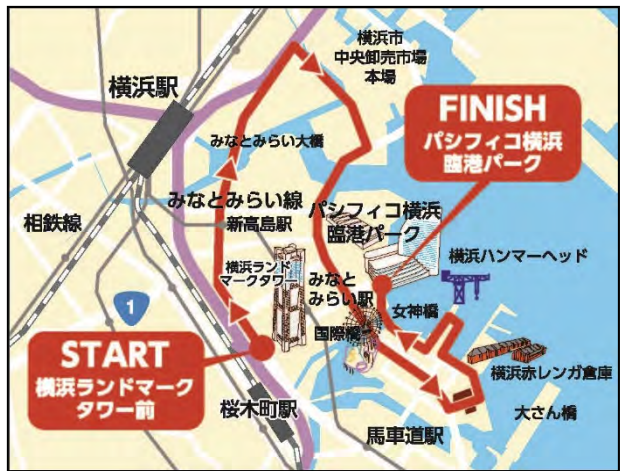 横浜市
中央卸売市場
本場
横浜駅
FINISH
パシフィコ横浜
臨港パーク
みなとみらい大橋
みなとみらい線
新高島駅
相鉄線
パシフィコ横浜
臨港パーク
横浜ハンマーヘッド
横浜ランド
マークタワー
みなと
みらい駅
女神橋
1
国際橋
START
横浜ランドマーク
タワー前
横浜赤レンガ倉庫
桜木町駅
大さん橋
馬車道駅